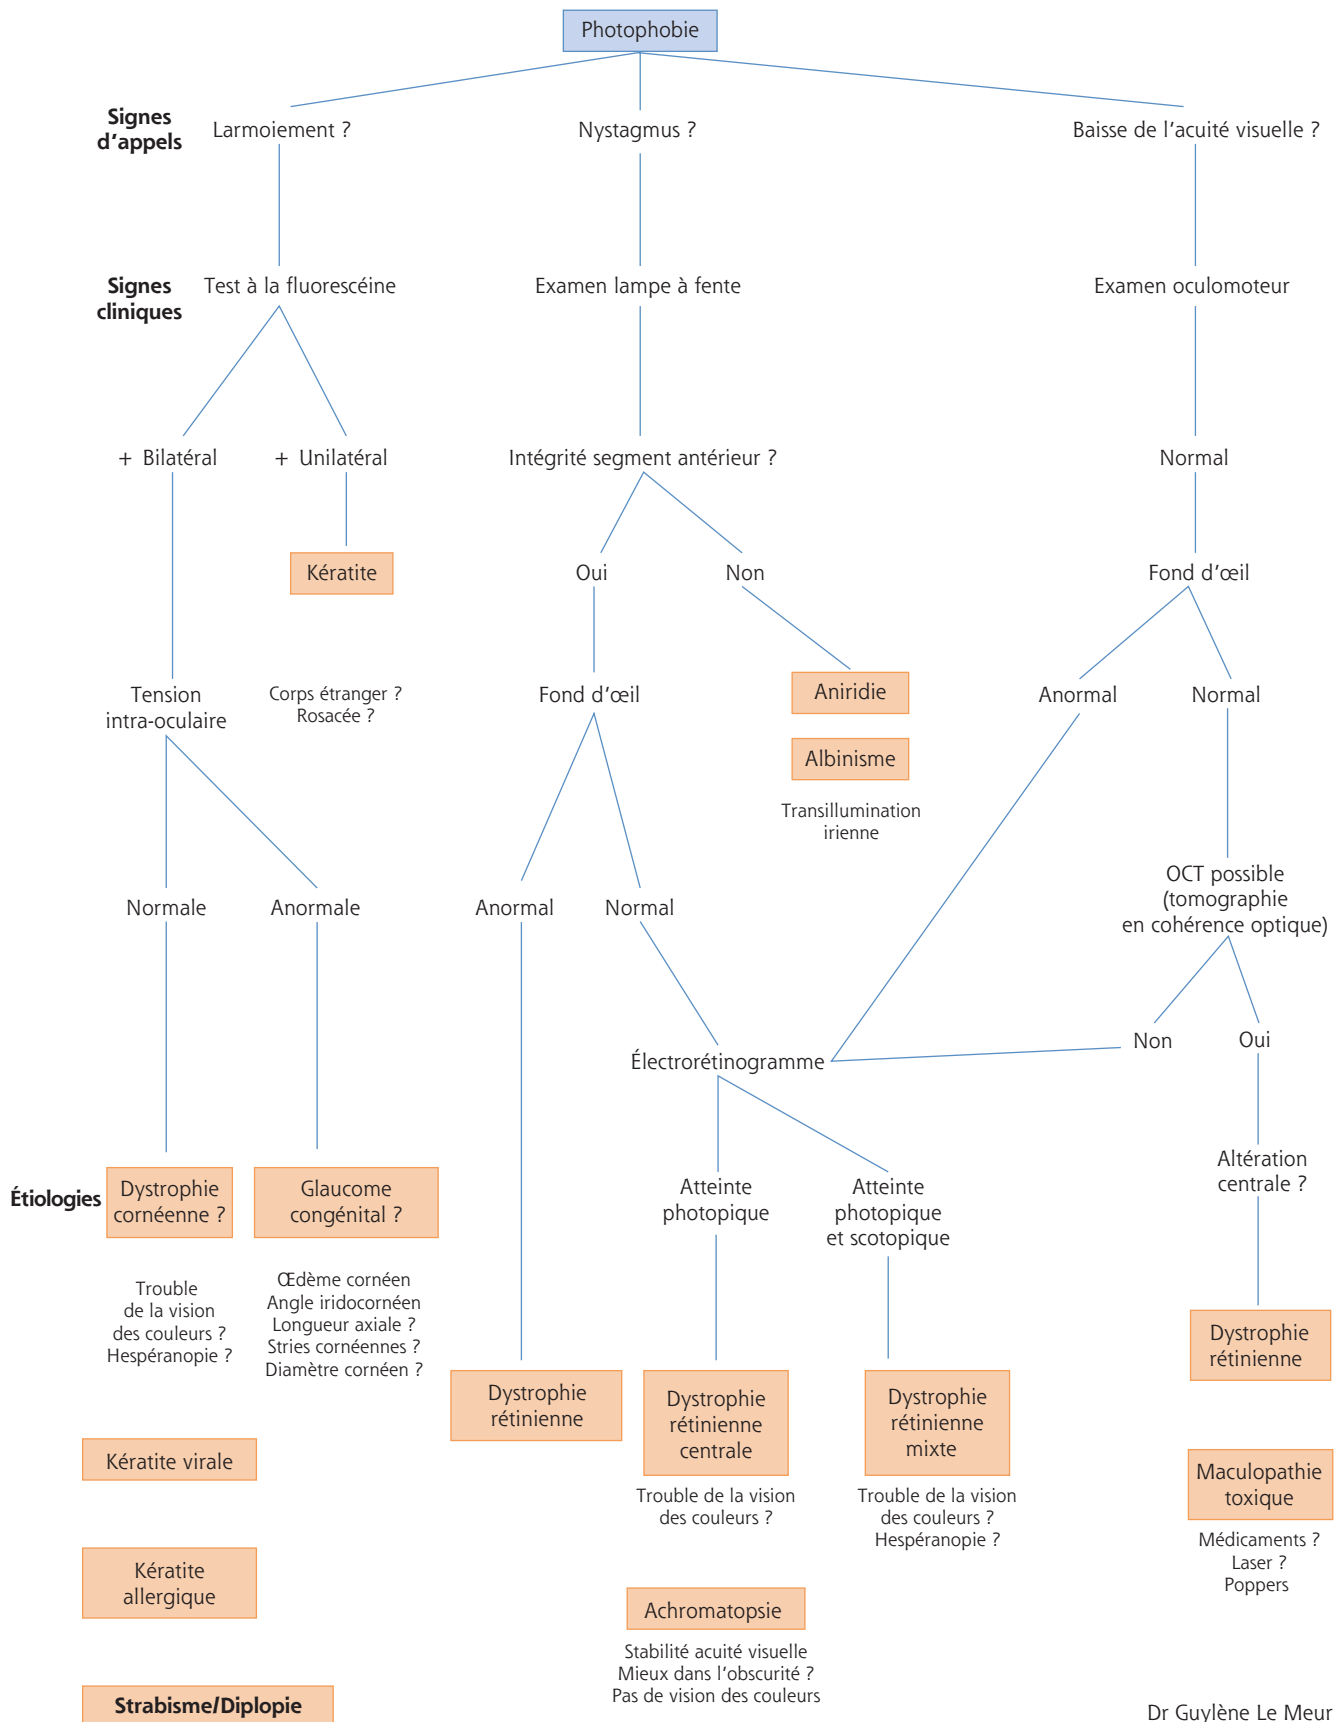 Photophobie
Signes
d'appels
Larmoiement ?
Nystagmus ?
Baisse de l'acuité visuelle ?
Signes
cliniques
Test à la fluorescéine
Examen lampe à fente
Examen oculomoteur
+ Bilatéral
+ Unilatéral
Intégrité segment antérieur ?
Normal
Kératite
Oui
Non
Fond d'œil
Tension
intra-oculaire
Corps étranger ?
Rosacée ?
Fond d'œil
Aniridie
Anormal
Normal
Albinisme
Transillumination
irienne
OCT possible
(tomographie
en cohérence optique)
Normale
Anormale
Anormal
Normal
Non
Oui
Électrorétinogramme
Étiologies
Dystrophie
cornéenne ?
Glaucome
congénital ?
Atteinte
photopique
Atteinte
photopique
et scotopique
Altération
centrale ?
Trouble
de la vision
des couleurs ?
Hespéranopie ?
Œdème cornéen
Angle iridocornéen
Longueur axiale ?
Stries cornéennes ?
Diamètre cornéen ?
Dystrophie
rétinienne
Dystrophie
rétinienne
Dystrophie
rétinienne
centrale
Dystrophie
rétinienne
mixte
Kératite virale
Maculopathie
toxique
Trouble de la vision
des couleurs ?
Trouble de la vision
des couleurs ?
Hespéranopie ?
Médicaments ?
Laser ?
Poppers
Kératite
allergique
Achromatopsie
Stabilité acuité visuelle
Mieux dans l'obscurité ?
Pas de vision des couleurs
Strabisme/Diplopie
Dr Guylène Le Meur